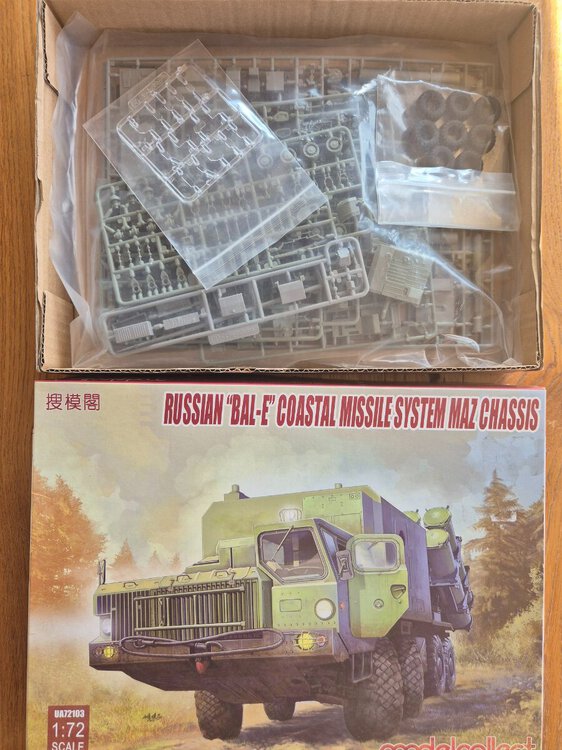 搜模閣
RUSSIAN "BAL-E" COASTAL MISSILE SYSTEM MAZ CHASSIS
UA72103
1:72
SCALE
modelcollect